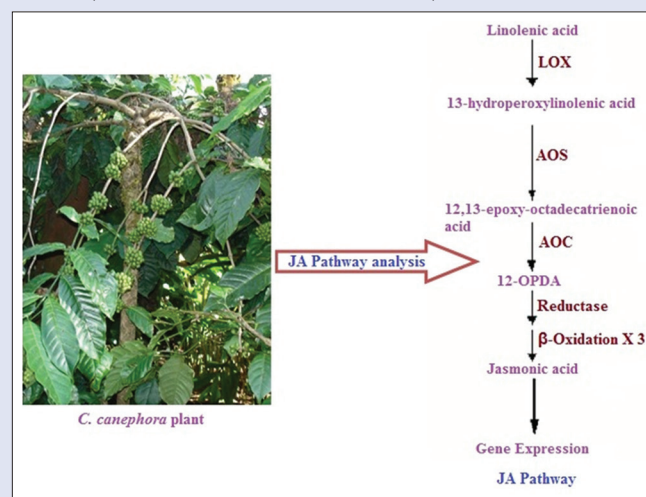 Linolenic acid
LOX
13-hydroperoxylinolenic acid
AOS
12,13-epoxy-octadecatrienoic
acid
AOC
12-OPDA
Reductase
β-Oxidation X 3
Jasmonic acid
Gene Expression
JA Pathway
JA Pathway analysis
C. canephora plant